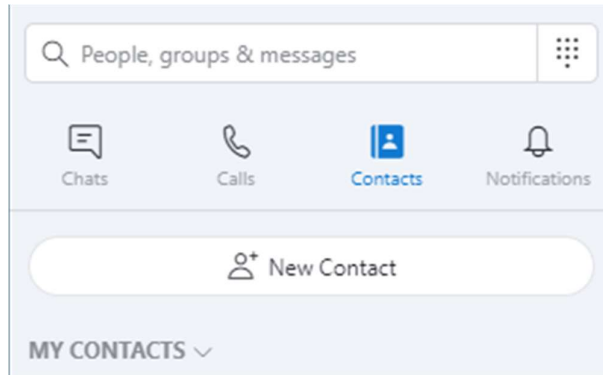 People, groups & messages
Chats Calls Contacts Notifications
New Contact
MY CONTACTS